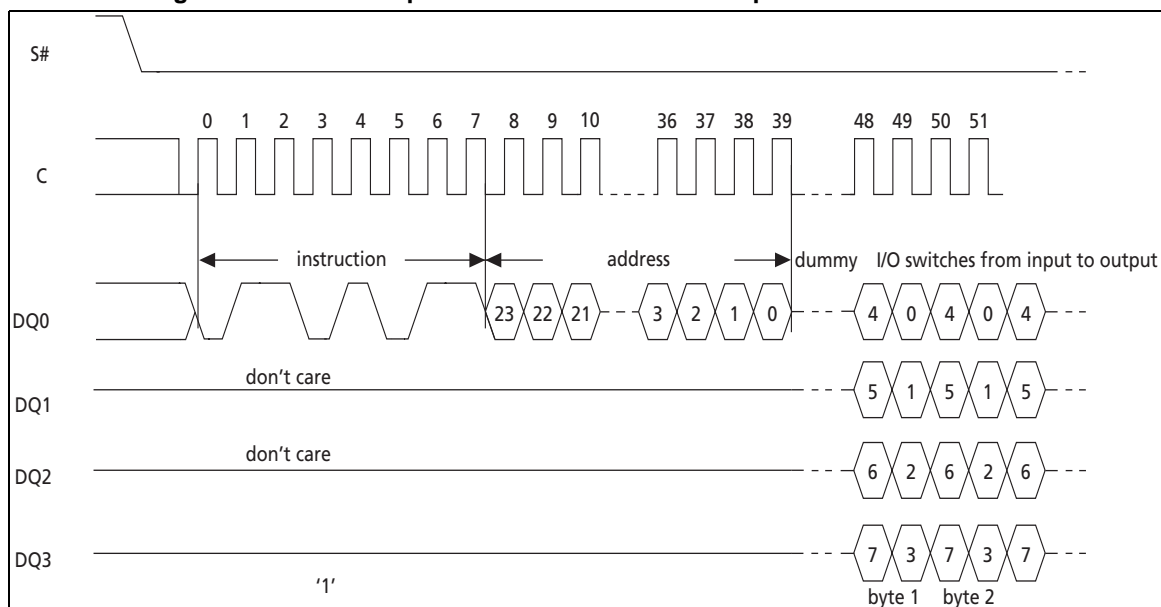 S#
0 1 2 3 4 5 6 7 8 9 10 36 37 38 39 48 49 50 51
C
instruction address dummy I/O switches from input to output
DQ0 23 22 21 3 2 1 0 4 0 4 0 4
don't care
DQ1 5 1 5 1 5
don't care
DQ2 6 2 6 2 6
DQ3 7 3 7 3 7
'1'
byte 1 byte 2